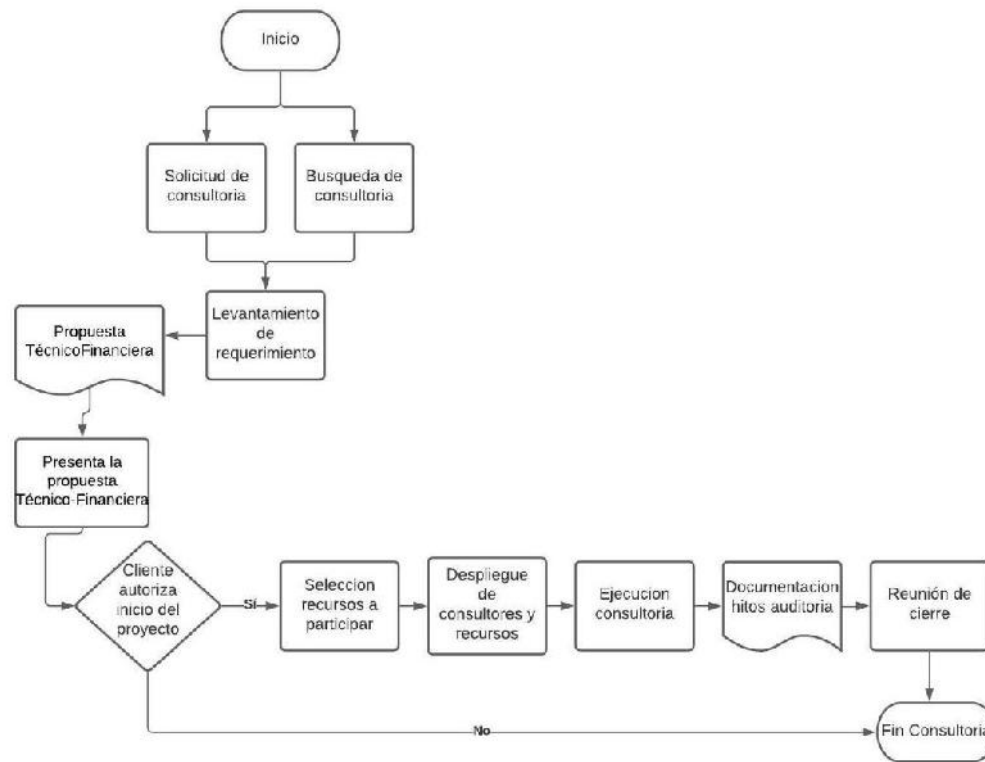 Inicio
Solicitud de
consultoria
Busqueda de
consultoria
Levantamiento
de
requerimiento
Propuesta
TécnicoFinanciera
Presenta la
propuesta
Técnico-Financiera
Cliente
autoriza
inicio del
proyecto
Sí
Seleccion
recursos a
participar
Despliegue
de
consultores y
recursos
Ejecucion
consultoria
Documentacion
hitos auditoria
Reunión de
cierre
No
Fin Consultoria